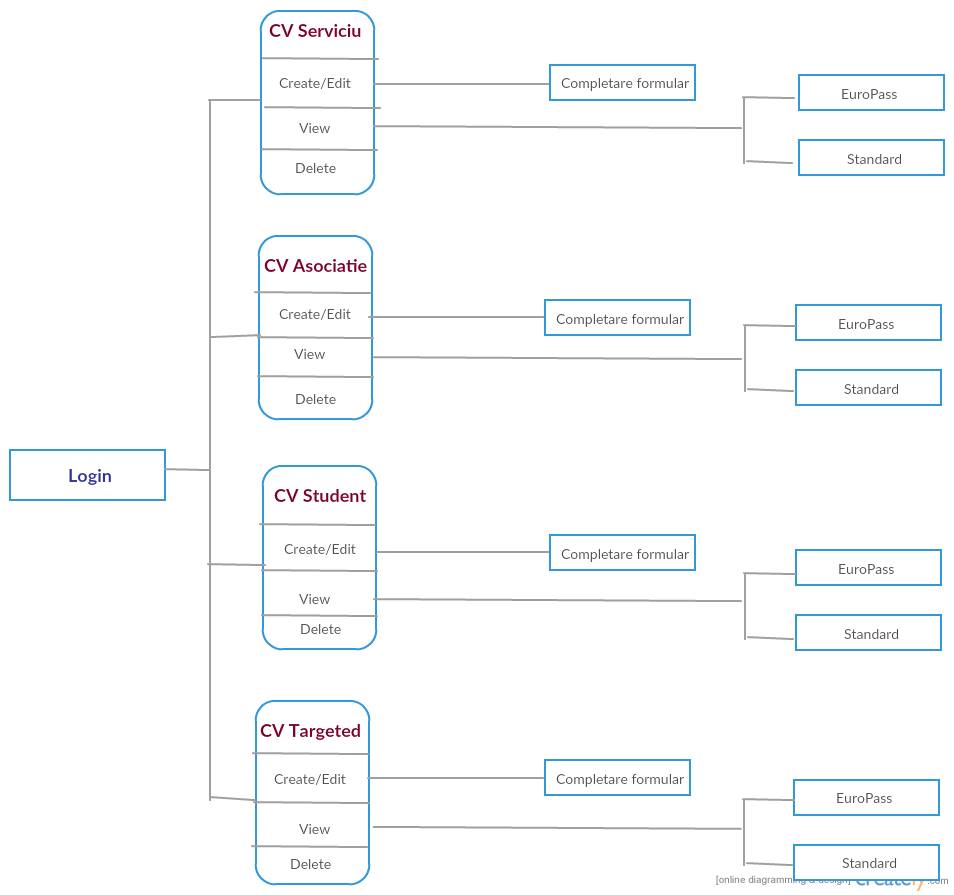 CV Serviciu
Create/Edit
Completare formular
EuroPass
View
Standard
Delete
CV Asociatie
Create/Edit
Completare formular
EuroPass
View
Standard
Delete
Login
CV Student
Create/Edit
Completare formular
EuroPass
View
Delete
Standard
CV Targeted
Create/Edit
Completare formular
EuroPass
View
Delete
Standard
[online diagramming & design] creately.com